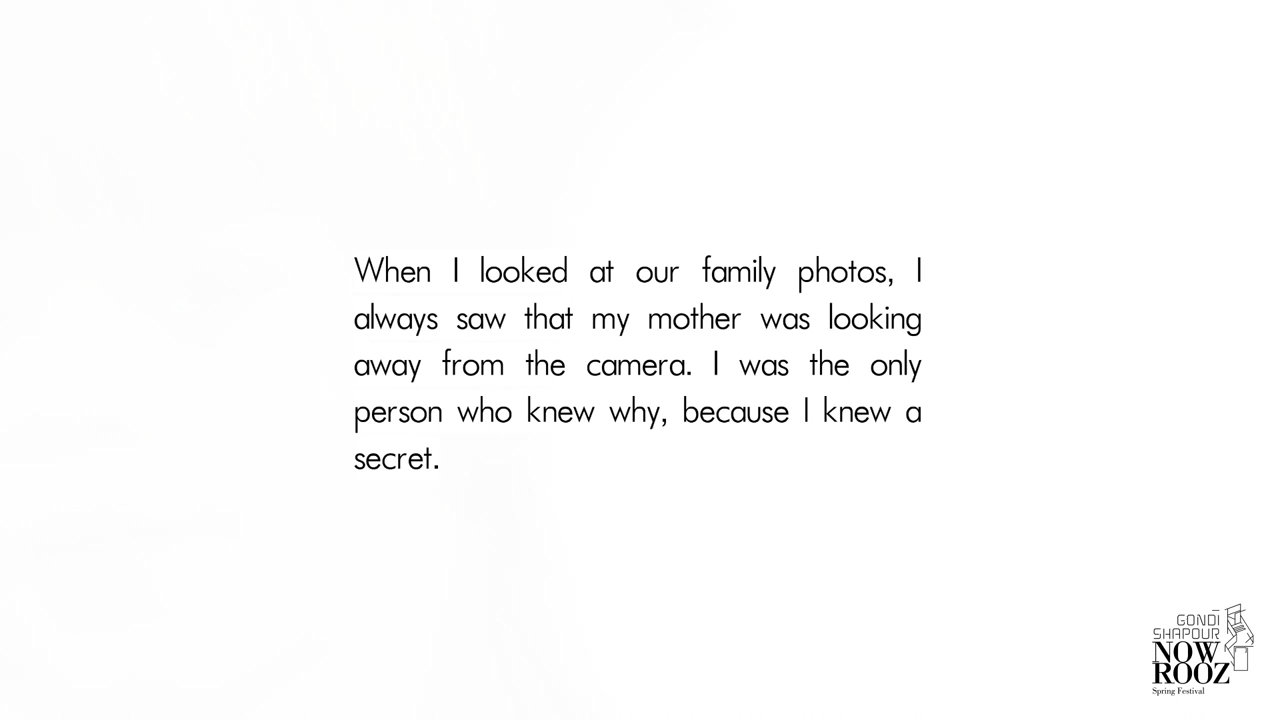 When I looked at our family photos, I
always saw that my mother was looking
away from the camera. I was the only
person who knew why, because I knew a
secret.
GONDI
SHAPOUR
NOW
ROOZ
Spring Festival